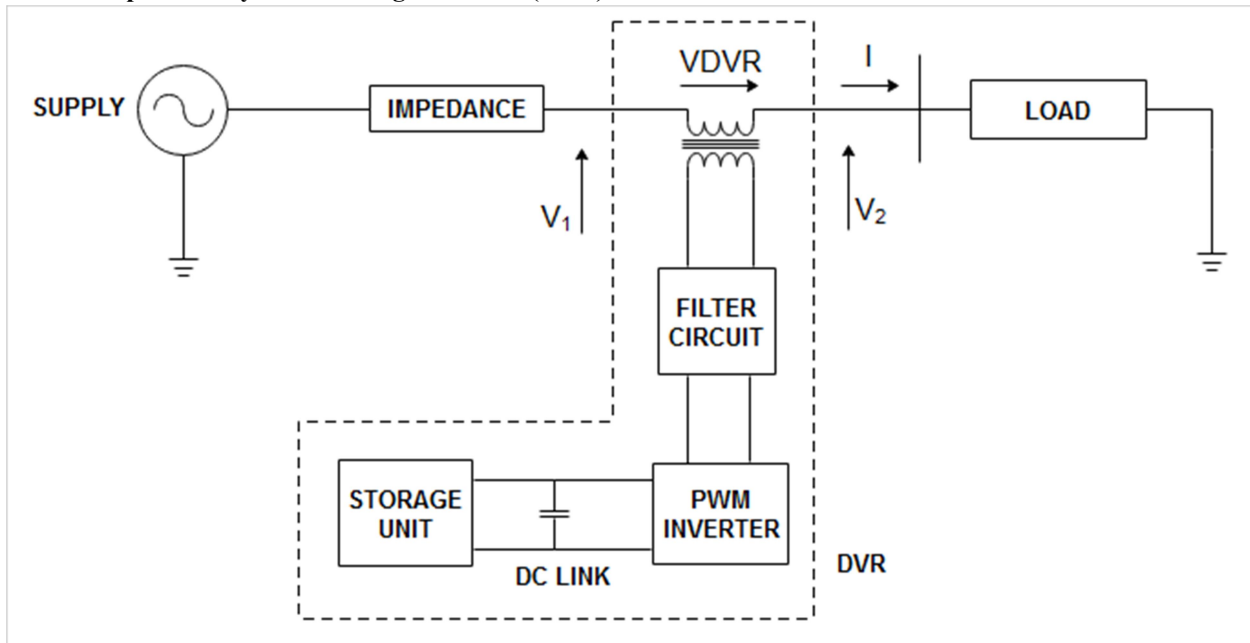 VDVR
I
SUPPLY
IMPEDANCE
LOAD
V₁
V₂
FILTER
CIRCUIT
STORAGE
UNIT
PWM
INVERTER
DC LINK
DVR